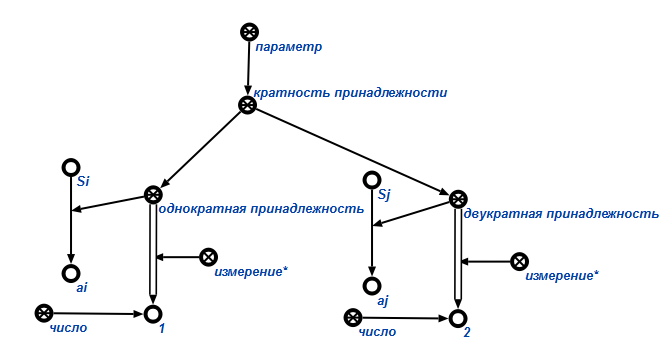 параметр
кратность принадлежности
Si
Sj
однократная принадлежность
двукратная принадлежность
измерение*
измерение*
ai
aj
число
1
число
2